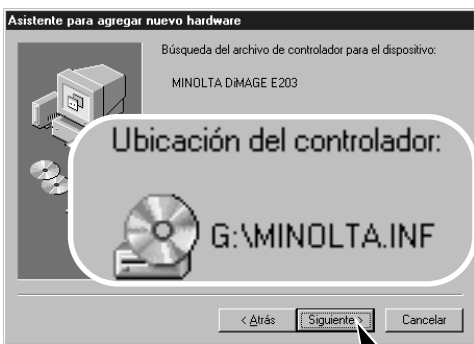 Asistente para agregar nuevo hardware
Búsqueda del archivo de controlador para el dispositivo:
MINOLTA DiMAGE E203
Ubicación del controlador:
G:\MINOLTA.INF
< Atrás
Siguiente >
Cancelar